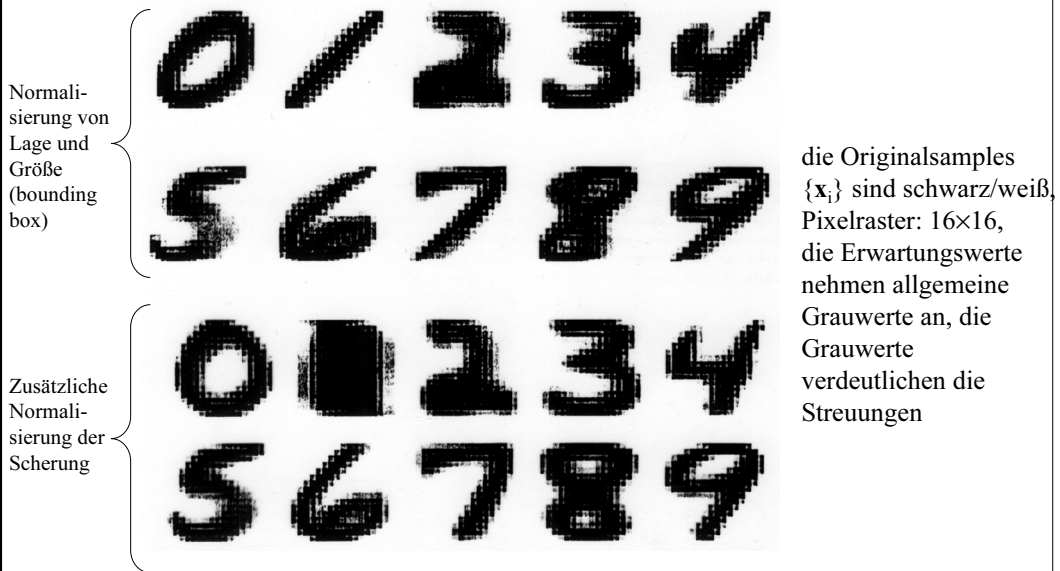 Normali-
sierung von
Lage und
Größe
(bounding
box)
0 1 2 3 4
5 6 7 8 9
die Originalsamples
{xᵢ} sind schwarz/weiß,
Pixelraster: 16×16,
die Erwartungswerte
nehmen allgemeine
Grauwerte an, die
Grauwerte
verdeutlichen die
Streuungen
Zusätzliche
Normali-
sierung der
Scherung
0 1 2 3 4
5 6 7 8 9